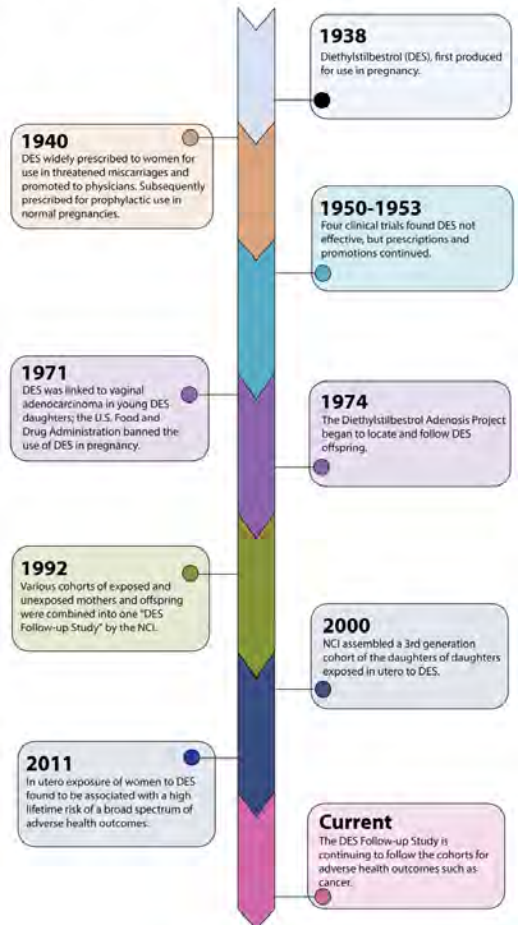 1938
Diethylstilbestrol (DES), first produced
for use in pregnancy.
1940
DES widely prescribed to women for
use in threatened miscarriages and
promoted to physicians. Subsequently
prescribed for prophylactic use in
normal pregnancies.
1950-1953
Four clinical trials found DES not
effective, but prescriptions and
promotions continued.
1971
DES was linked to vaginal
adenocarcinoma in young DES
daughters; the U.S. Food and
Drug Administration banned the
use of DES in pregnancy.
1974
The Diethylstilbestrol Adenosis Project
began to locate and follow DES
offspring.
1992
Various cohorts of exposed and
unexposed mothers and offspring
were combined into one "DES
Follow-up Study" by the NCI.
2000
NCI assembled a 3rd generation
cohort of the daughters of daughters
exposed in utero to DES.
2011
In utero exposure of women to DES
found to be associated with a high
lifetime risk of a broad spectrum of
adverse health outcomes.
Current
The DES Follow-up Study is
continuing to follow the cohorts for
adverse health outcomes such as
cancer.